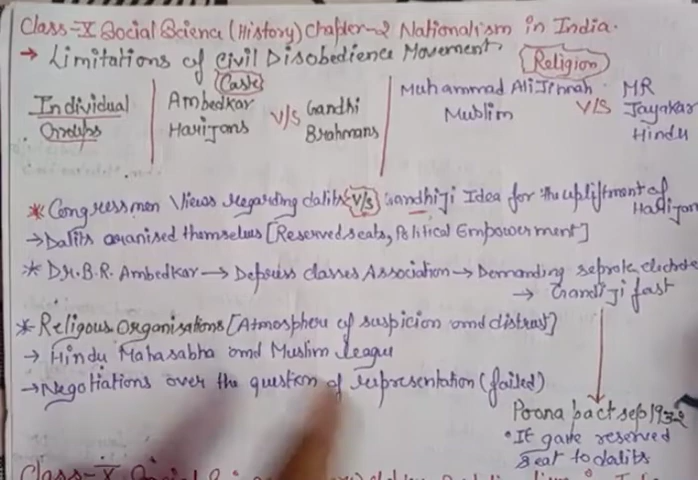 Class-X Social Science (History) Chapter-2 Nationalism in India.
→ Limitations of Civil Disobedience Movement.
Individual
Groups
Caste
Ambedkar
Harijans
V/S
Gandhi
Brahmans
Religion
Muhammad Ali Jinnah
Muslim
V/S
MR
Jayakar
Hindu
* Congressmen Views regarding dalits V/S Gandhiji Idea for the upliftment of
Harijan
→ Dalits organised themselves [Reserved seats, Political Empowerment]
* Dr. B.R. Ambedkar → Depress classes Association → Demanding seprate
→ Gandiji fast
* Religous Organisations [Atmosphere of suspicion and distrust]
→ Hindu Mahasabha and Muslim league
→ Negotiations over the question of representation (failed)
Poona pact sep 1932
• It gave reserved
seat to dalits
Class-X